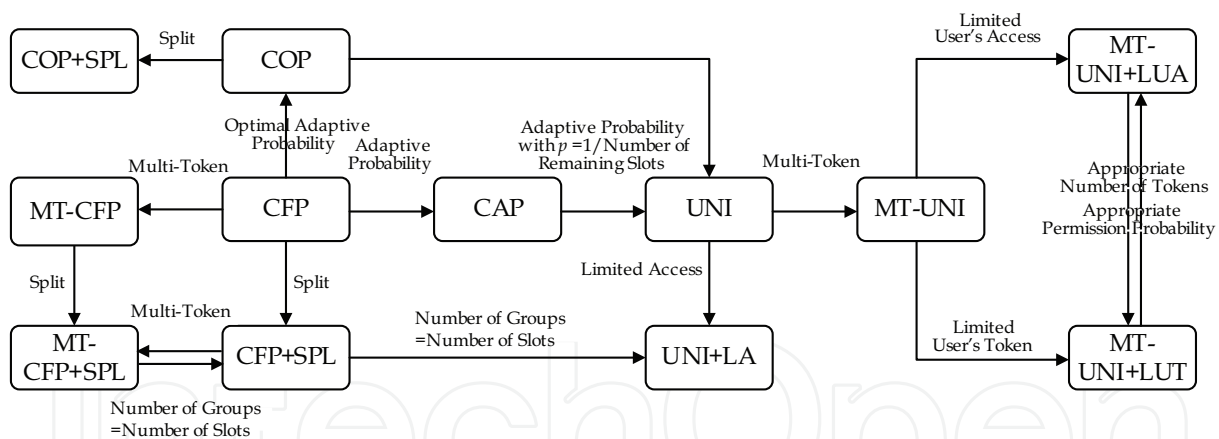 Limited
User's Access
COP+SPL
Split
COP
MT-
UNI+LUA
Optimal Adaptive
Probability
Adaptive
Probability
Adaptive Probability
with p =1/Number of
Remaining Slots
Multi-Token
Multi-Token
Appropriate
Number of Tokens
Appropriate
Permission Probability
MT-CFP
CFP
CAP
UNI
MT-UNI
Split
Split
Limited Access
Multi-Token
Number of Groups
=Number of Slots
Limited
User's Token
MT-
CFP+SPL
CFP+SPL
UNI+LA
MT-
UNI+LUT
Number of Groups
=Number of Slots
IntechOpen